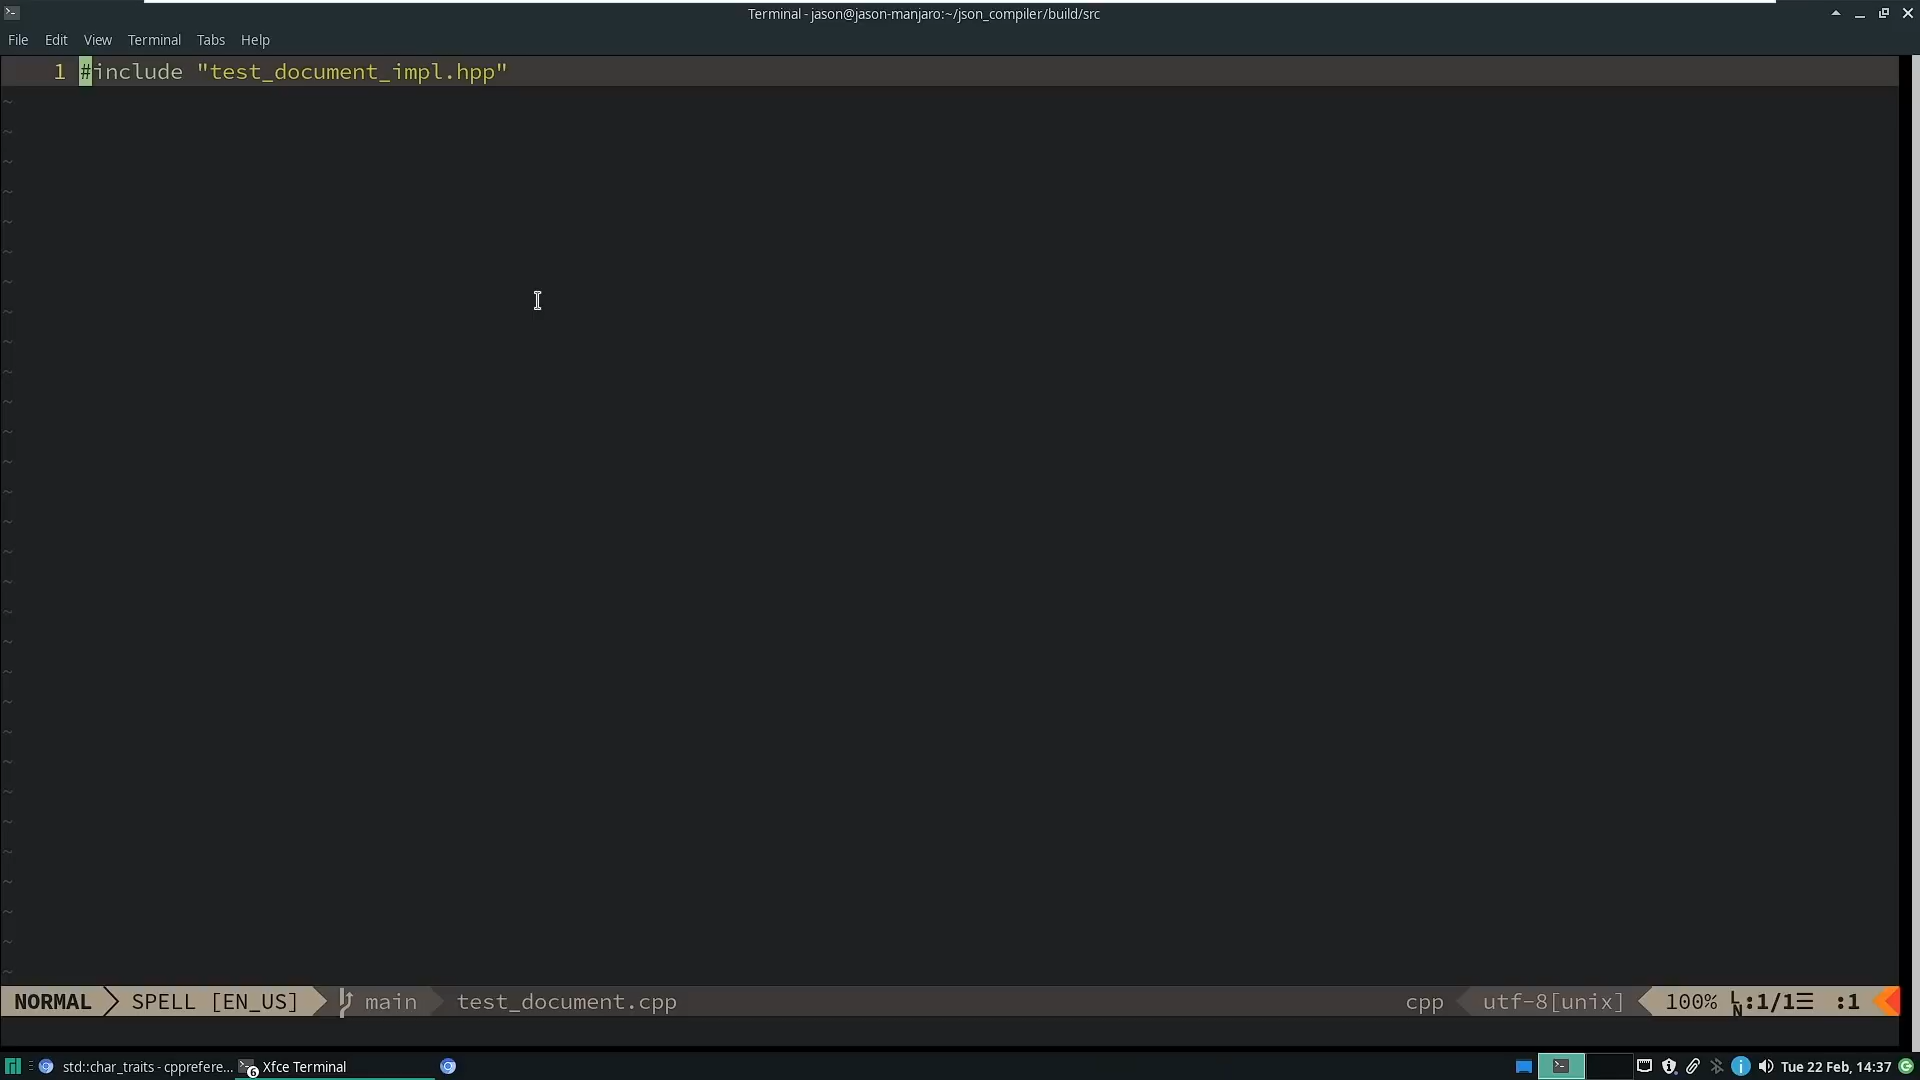 Terminal - jason@jason-manjaro:~/json_compiler/build/src
File Edit View Terminal Tabs Help
1 #include "test_document_impl.hpp"
NORMAL SPELL [EN_US] main test_document.cpp cpp utf-8[unix] 100% LN:1/1☰ :1
std::char_traits - cpprefere... 6 Xfce Terminal Tue 22 Feb, 14:37